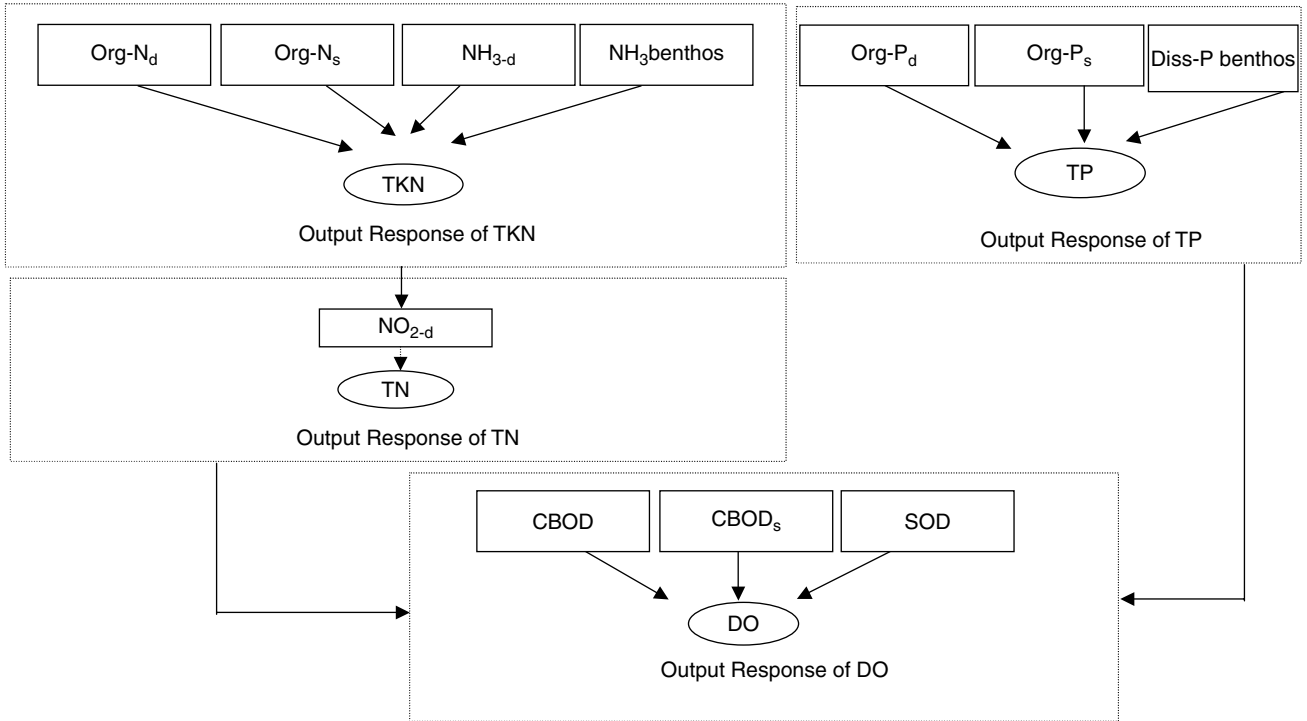 Org-Nd
Org-Ns
NH3-d
NH3benthos
TKN
Output Response of TKN
Org-Pd
Org-Ps
Diss-P benthos
TP
Output Response of TP
NO2-d
TN
Output Response of TN
CBOD
CBODs
SOD
DO
Output Response of DO